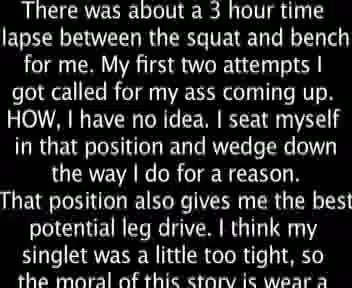 There was about a 3 hour time
lapse between the squat and bench
for me. My first two attempts I
got called for my ass coming up.
HOW, I have no idea. I seat myself
in that position and wedge down
the way I do for a reason.
That position also gives me the best
potential leg drive. I think my
singlet was a little too tight, so
the moral of this story is wear a